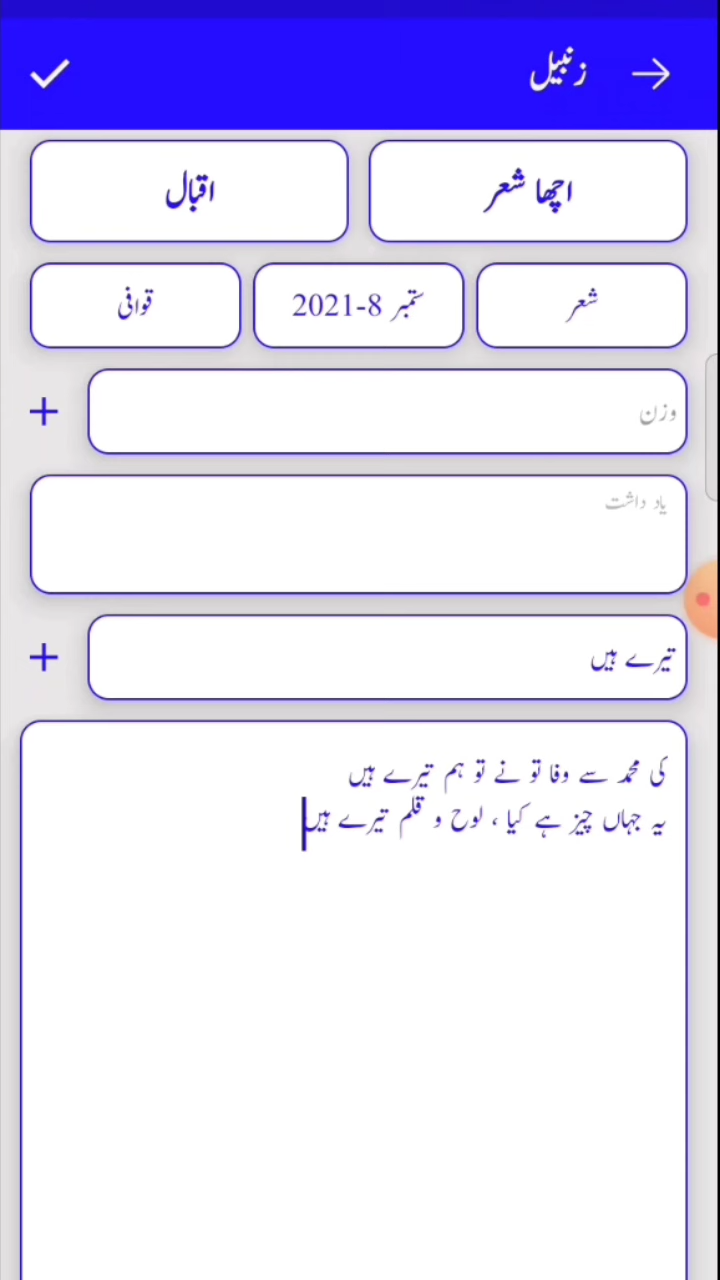 زنبیل
اچھا شعر
اقبال
شعر
ستمبر 8-2021
قوافی
وزن
یاد داشت
تیرے ہیں
کی محمد سے وفا تو نے تو ہم تیرے ہیں
یہ جہاں چیز ہے کیا ، لوح و قلم تیرے ہیں